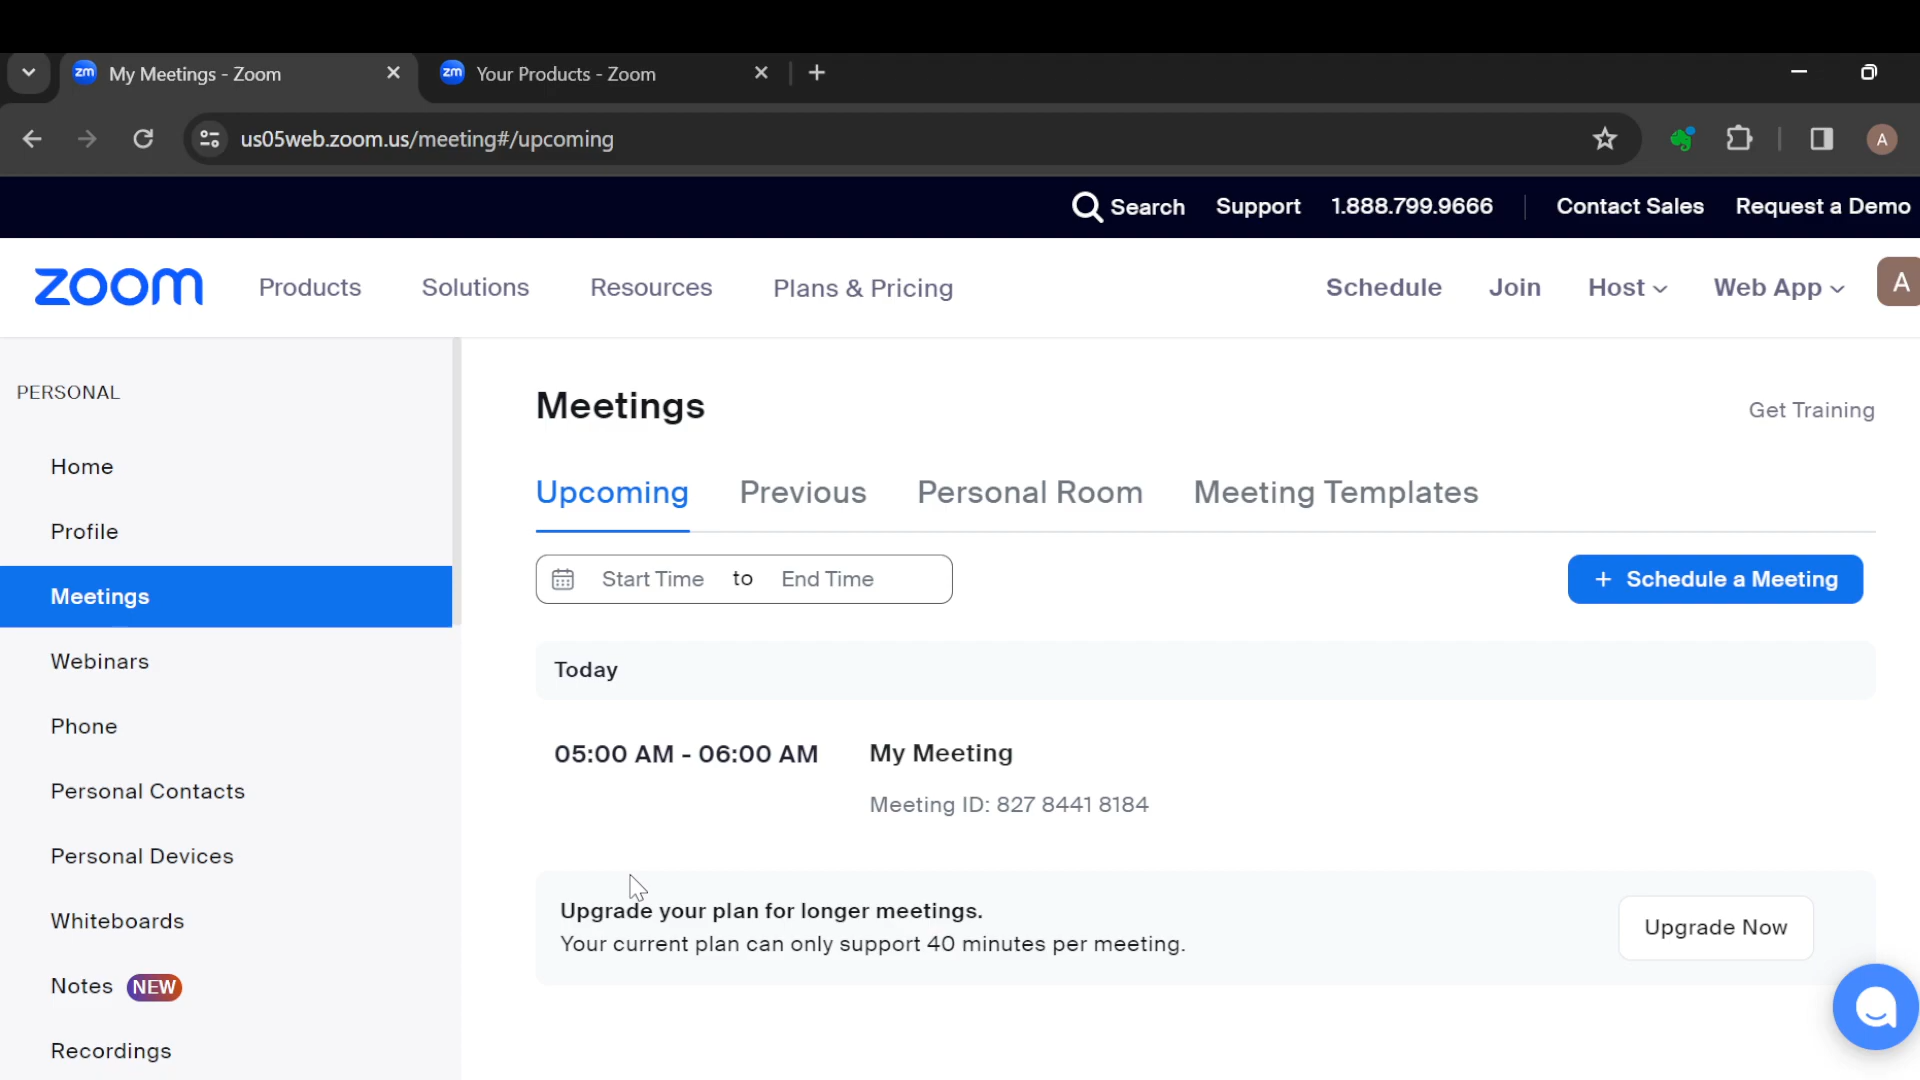 zm My Meetings - Zoom
zm Your Products - Zoom
us05web.zoom.us/meeting#/upcoming
A
Search Support 1.888.799.9666 Contact Sales Request a Demo
zoom Products Solutions Resources Plans & Pricing Schedule Join Host Web App A
PERSONAL
Home
Profile
Meetings
Webinars
Phone
Personal Contacts
Personal Devices
Whiteboards
Notes NEW
Recordings
Meetings
Get Training
Upcoming Previous Personal Room Meeting Templates
Start Time to End Time
+ Schedule a Meeting
Today
05:00 AM - 06:00 AM My Meeting
Meeting ID: 827 8441 8184
Upgrade your plan for longer meetings.
Your current plan can only support 40 minutes per meeting.
Upgrade Now